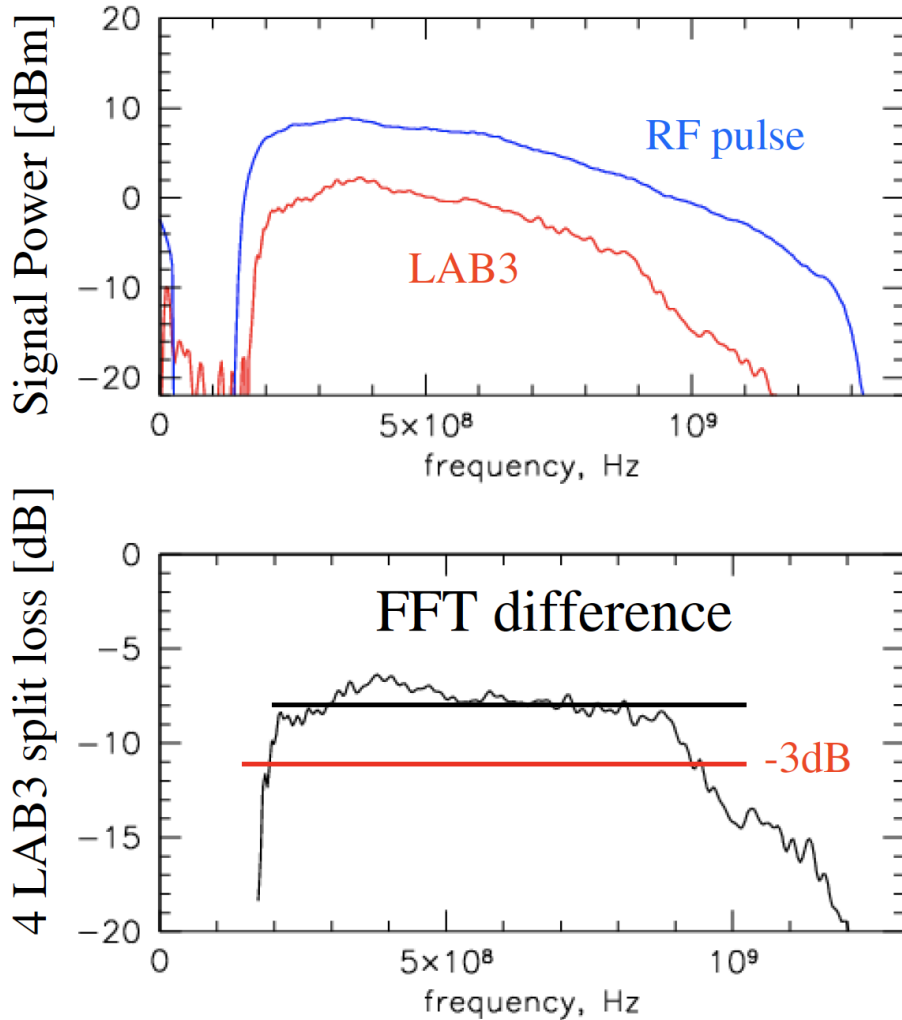 Signal Power [dBm]
20
10
0
−10
−20
RF pulse
LAB3
0
5×10⁸
10⁹
frequency, Hz
4 LAB3 split loss [dB]
0
−5
−10
−15
−20
FFT difference
-3dB
0
5×10⁸
10⁹
frequency, Hz